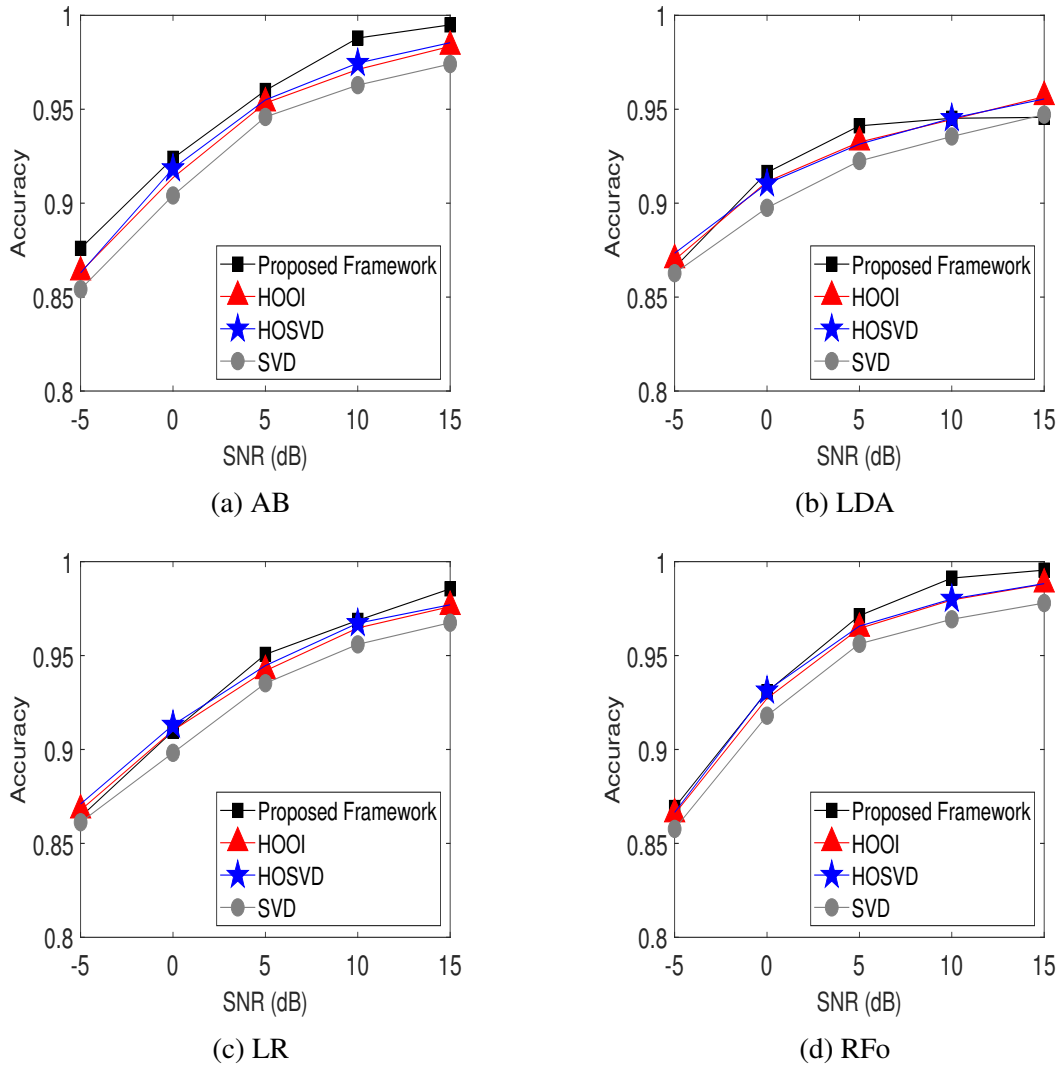 1
0.95
0.9
0.85
0.8
Accuracy
-5 0 5 10 15
SNR (dB)
Proposed Framework
HOOI
HOSVD
SVD
(a) AB
1
0.95
0.9
0.85
0.8
Accuracy
-5 0 5 10 15
SNR (dB)
Proposed Framework
HOOI
HOSVD
SVD
(b) LDA
1
0.95
0.9
0.85
0.8
Accuracy
-5 0 5 10 15
SNR (dB)
Proposed Framework
HOOI
HOSVD
SVD
(c) LR
1
0.95
0.9
0.85
0.8
Accuracy
-5 0 5 10 15
SNR (dB)
Proposed Framework
HOOI
HOSVD
SVD
(d) RFo